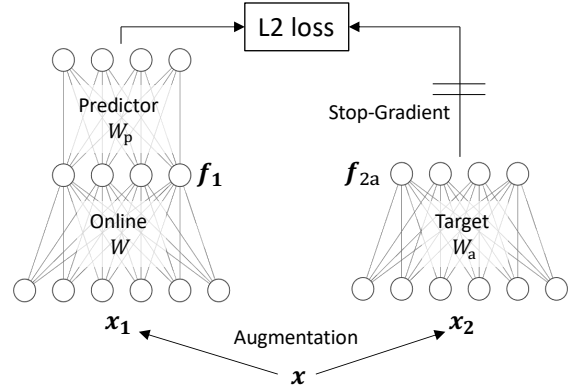 L2 loss
Predictor
W_p
Stop-Gradient
f_1
f_2a
Online
W
Target
W_a
x_1
x_2
Augmentation
x